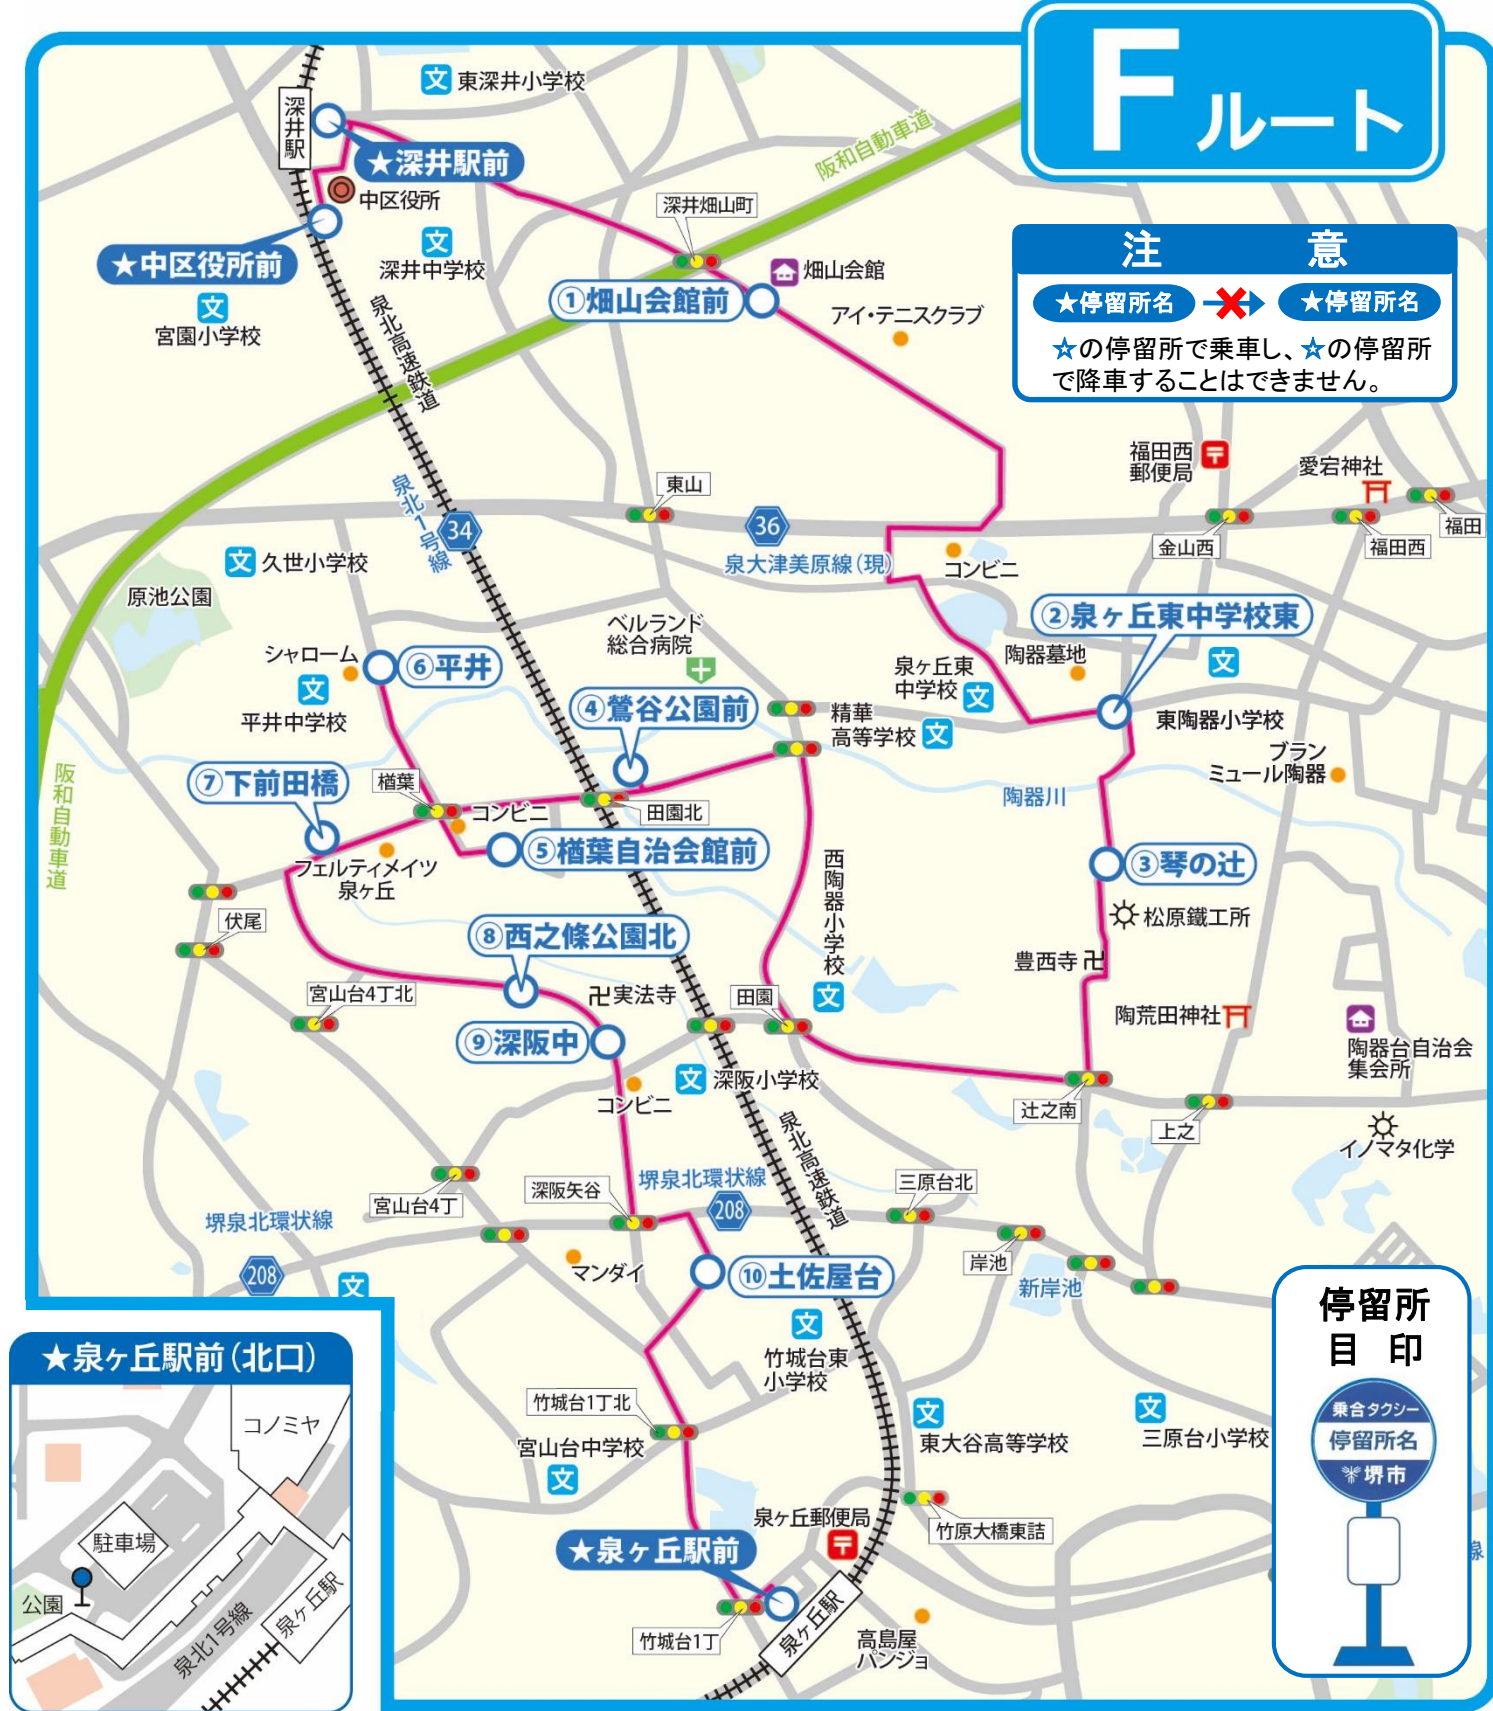 Fルート
東深井小学校
深井駅
★深井駅前
中区役所
★中区役所前
深井中学校
宮園小学校
泉北高速鉄道
阪和自動車道
深井畑山町
畑山会館
①畑山会館前
アイ・テニスクラブ
注 意
★停留所名
★停留所名
☆の停留所で乗車し、☆の停留所
で降車することはできません。
福田西
郵便局
愛宕神社
東山
36
34
泉北1号線
泉大津美原線(現)
コンビニ
金山西
福田西
福田
久世小学校
原池公園
シャローム
⑥平井
平井中学校
ベルランド
総合病院
④鶯谷公園前
②泉ヶ丘東中学校東
陶器墓地
泉ヶ丘東
中学校
東陶器小学校
精華
高等学校
ブラン
ミュール陶器
陶器川
阪和自動車道
⑦下前田橋
楢葉
コンビニ
田園北
⑤楢葉自治会館前
フェルティメイツ
泉ヶ丘
③琴の辻
松原鐵工所
西陶器小学校
伏尾
⑧西之條公園北
豊西寺
宮山台4丁北
実法寺
田園
⑨深阪中
陶荒田神社
陶器台自治会
集会所
深阪小学校
コンビニ
辻之南
上之
イノマタ化学
泉北高速鉄道
宮山台4丁
深阪矢谷
堺泉北環状線
208
三原台北
堺泉北環状線
208
マンダイ
⑩土佐屋台
岸池
新岸池
竹城台東
小学校
竹城台1丁北
宮山台中学校
東大谷高等学校
三原台小学校
泉ヶ丘郵便局
竹原大橋東詰
★泉ヶ丘駅前
竹城台1丁
泉ヶ丘駅
高島屋
パンジョ
★泉ヶ丘駅前(北口)
コノミヤ
駐車場
公園
泉北1号線
泉ヶ丘駅
停留所
目 印
乗合タクシー
停留所名
堺市
線